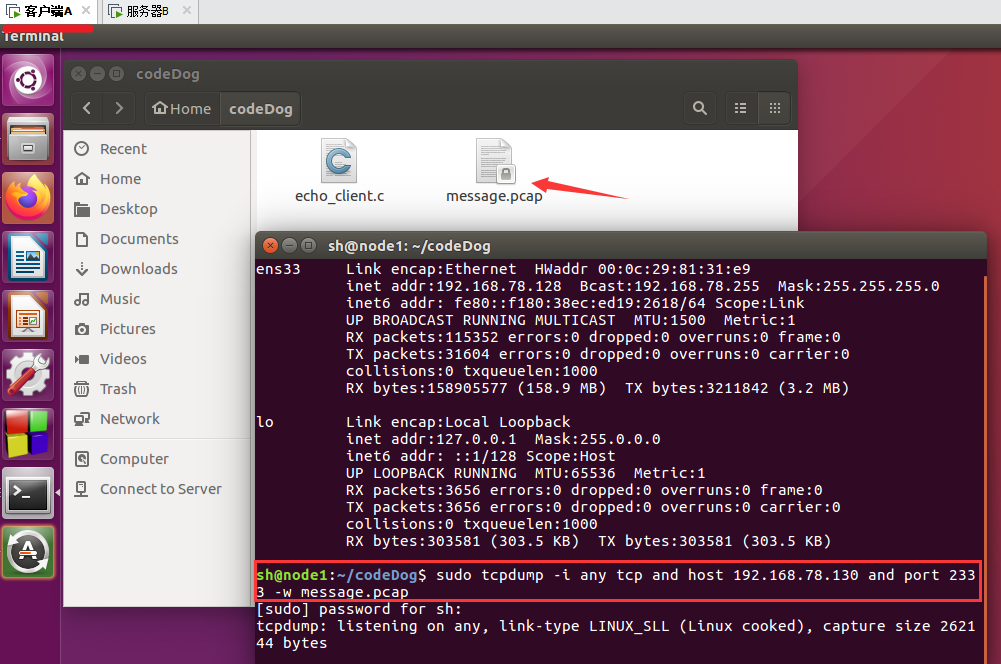 客户端A
服务器B
Terminal
codeDog
Home
codeDog
Recent
Home
Desktop
Documents
Downloads
Music
Pictures
Videos
Trash
Network
Computer
Connect to Server
echo_client.c
message.pcap
sh@node1: ~/codeDog
ens33 Link encap:Ethernet HWaddr 00:0c:29:81:31:e9
inet addr:192.168.78.128 Bcast:192.168.78.255 Mask:255.255.255.0
inet6 addr: fe80::f180:38ec:ed19:2618/64 Scope:Link
UP BROADCAST RUNNING MULTICAST MTU:1500 Metric:1
RX packets:115352 errors:0 dropped:0 overruns:0 frame:0
TX packets:31604 errors:0 dropped:0 overruns:0 carrier:0
collisions:0 txqueuelen:1000
RX bytes:158905577 (158.9 MB) TX bytes:3211842 (3.2 MB)
lo Link encap:Local Loopback
inet addr:127.0.0.1 Mask:255.0.0.0
inet6 addr: ::1/128 Scope:Host
UP LOOPBACK RUNNING MTU:65536 Metric:1
RX packets:3656 errors:0 dropped:0 overruns:0 frame:0
TX packets:3656 errors:0 dropped:0 overruns:0 carrier:0
collisions:0 txqueuelen:1000
RX bytes:303581 (303.5 KB) TX bytes:303581 (303.5 KB)
sh@node1:~/codeDog$ sudo tcpdump -i any tcp and host 192.168.78.130 and port 233
3 -w message.pcap
[sudo] password for sh:
tcpdump: listening on any, link-type LINUX_SLL (Linux cooked), capture size 2621
44 bytes